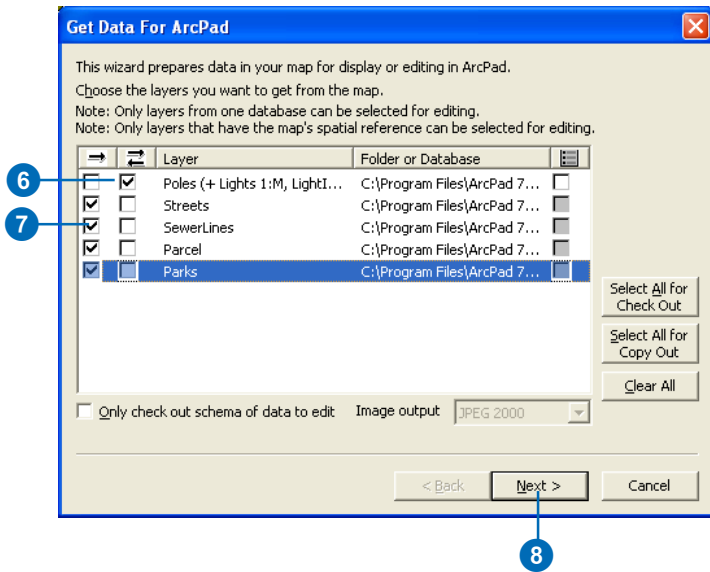 Get Data For ArcPad
This wizard prepares data in your map for display or editing in ArcPad.
Choose the layers you want to get from the map.
Note: Only layers from one database can be selected for editing.
Note: Only layers that have the map's spatial reference can be selected for editing.
Layer Folder or Database
6 Poles (+ Lights 1:M, LightI... C:\Program Files\ArcPad 7...
Streets C:\Program Files\ArcPad 7...
7 SewerLines C:\Program Files\ArcPad 7...
Parcel C:\Program Files\ArcPad 7...
Parks C:\Program Files\ArcPad 7...
Select All for
Check Out
Select All for
Copy Out
Clear All
Only check out schema of data to edit Image output JPEG 2000
< Back Next > Cancel
8